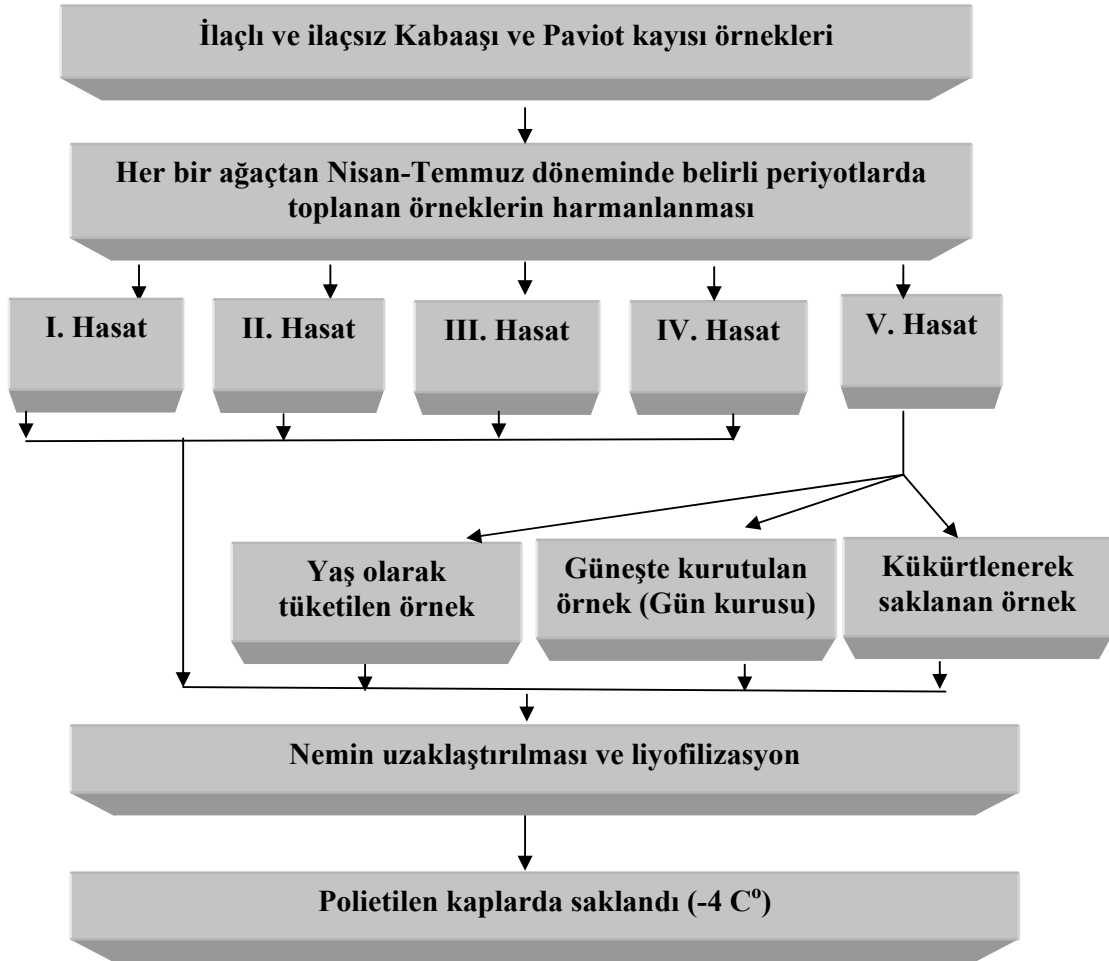 İlaçlı ve ilaçsız Kabaaşı ve Paviot kayısı örnekleri
Her bir ağaçtan Nisan-Temmuz döneminde belirli periyotlarda
toplanan örneklerin harmanlanması
I. Hasat
II. Hasat
III. Hasat
IV. Hasat
V. Hasat
Yaş olarak
tüketilen örnek
Güneşte kurutulan
örnek (Gün kurusu)
Kükürtlenerek
saklanan örnek
Nemin uzaklaştırılması ve liyofilizasyon
Polietilen kaplarda saklandı (-4 Cº)